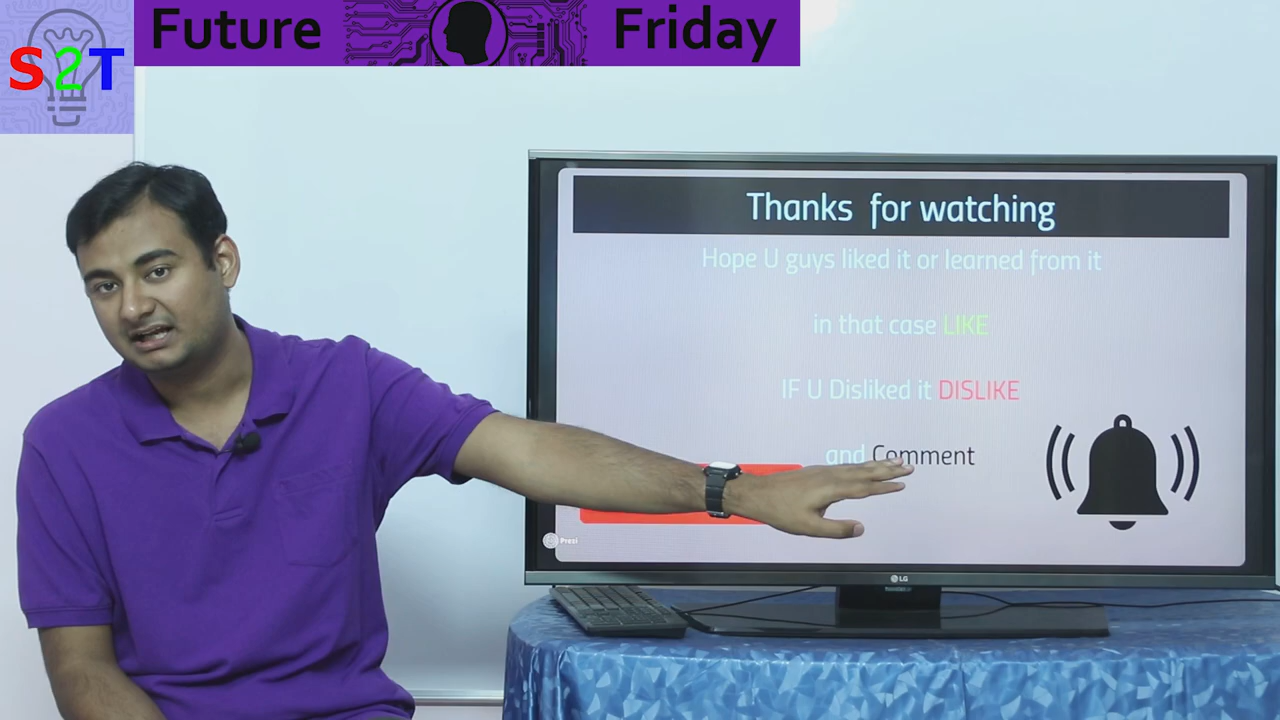 Future Friday
S2T
Thanks for watching
Hope U guys liked it or learned from it
in that case LIKE
IF U Disliked it DISLIKE
and Comment
Prezi
LG